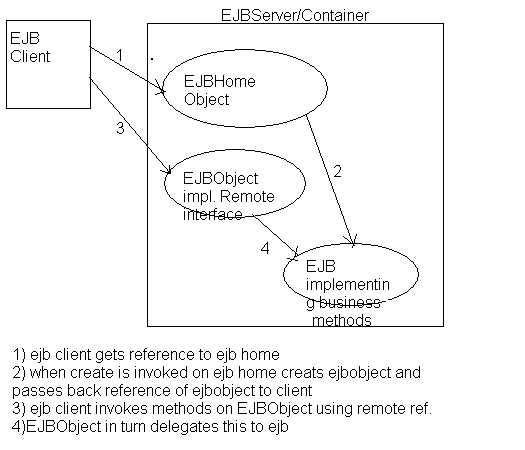 EJBServer/Container
EJB
Client
1
EJBHome
Object
3
EJBObject
impl. Remote
interface
2
4
EJB
implementin
g business
methods
1) ejb client gets reference to ejb home
2) when create is invoked on ejb home creats ejbobject and
passes back reference of ejbobject to client
3) ejb client invokes methods on EJBObject using remote ref.
4)EJBObject in turn delegates this to ejb